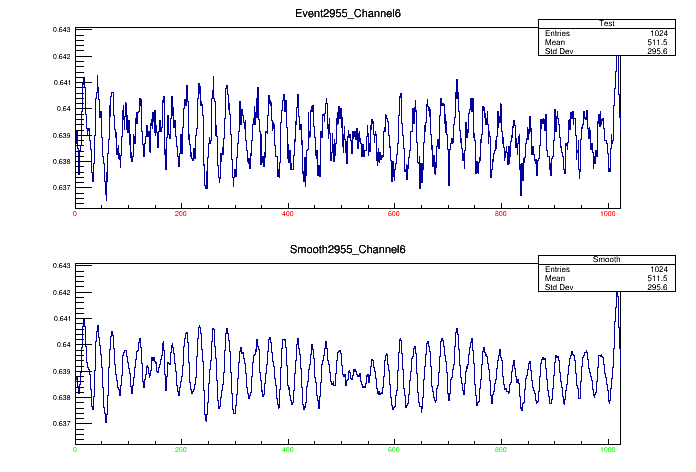 Event2955_Channel6
Test
Entries 1024
Mean 511.5
Std Dev 295.6
0.643
0.642
0.641
0.64
0.639
0.638
0.637
0 200 400 600 800 1000
Smooth2955_Channel6
Smooth
Entries 1024
Mean 511.5
Std Dev 295.6
0.643
0.642
0.641
0.64
0.639
0.638
0.637
0 200 400 600 800 1000